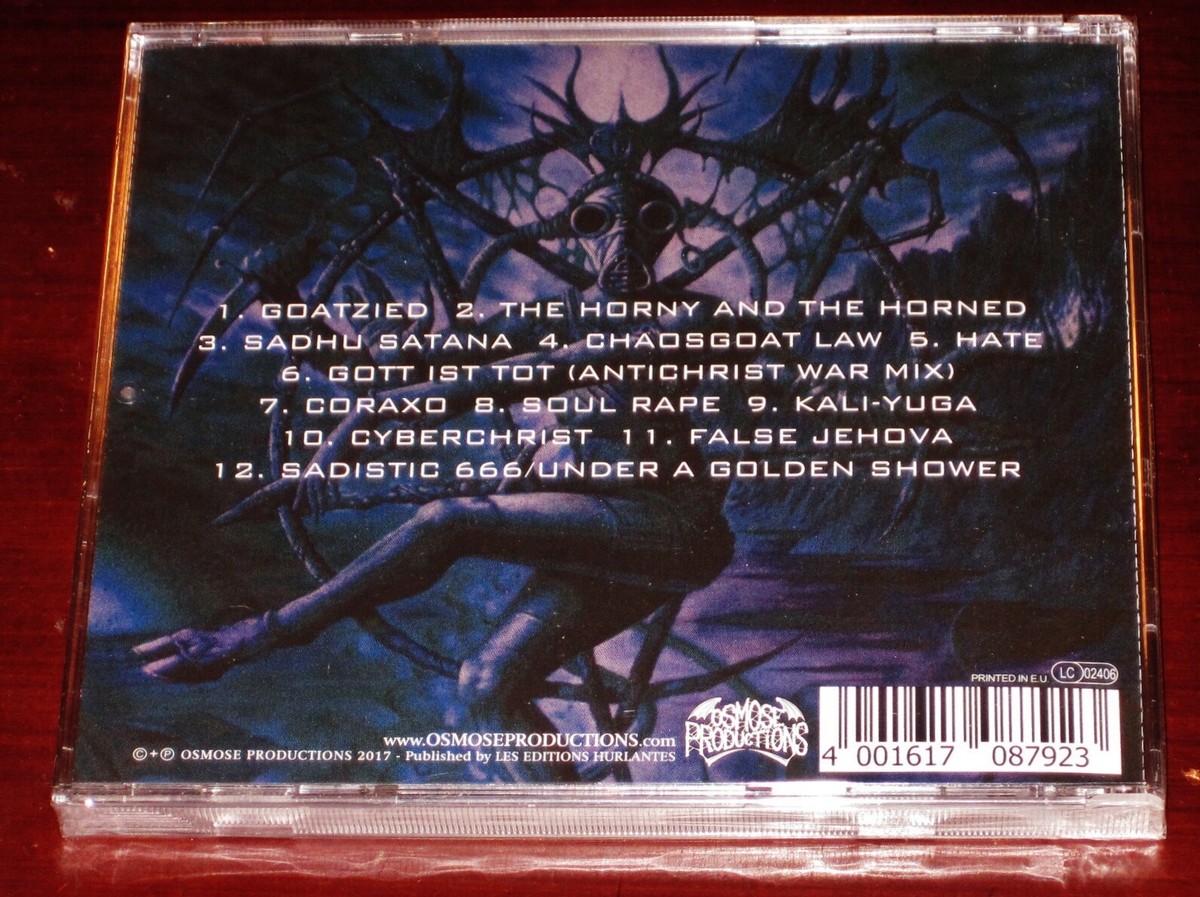 1. GOATZIED 2. THE HORNY AND THE HORNED
3. SADHU SATANA 4. CHAOSGOAT LAW 5. HATE
6. GOTT IST TOT (ANTICHRIST WAR MIX)
7. CORAXO 8. SOUL RAPE 9. KALI-YUGA
10. CYBERCHRIST 11. FALSE JEHOVA
12. SADISTIC 666/UNDER A GOLDEN SHOWER
PRINTED IN E.U. LC 02406
www.OSMOSEPRODUCTIONS.com
©+℗ OSMOSE PRODUCTIONS 2017 - Published by LES EDITIONS HURLANTES
OSMOSE
PRODUCTIONS
4 001617 087923